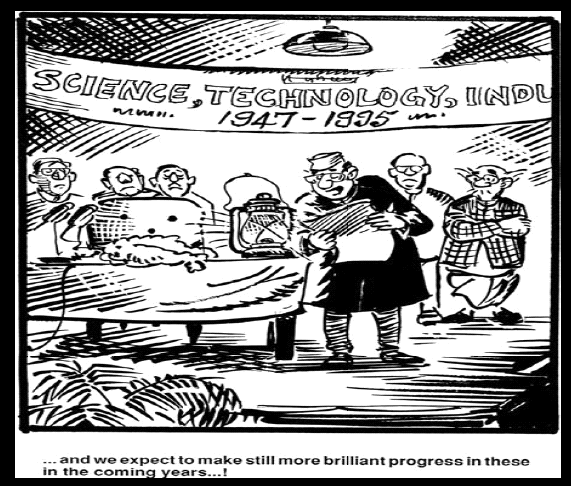 SCIENCE, TECHNOLOGY, INDU
1947-1995
... and we expect to make still more brilliant progress in these
in the coming years...!